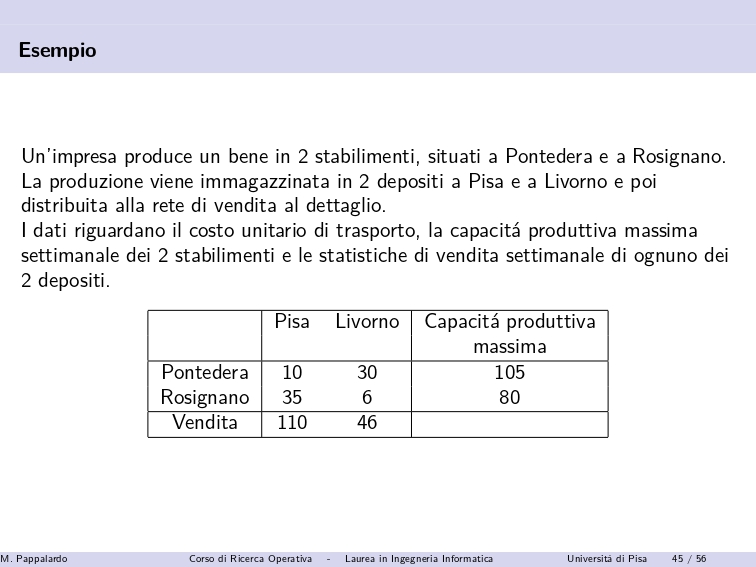 Esempio
Un'impresa produce un bene in 2 stabilimenti, situati a Pontedera e a Rosignano.
La produzione viene immagazzinata in 2 depositi a Pisa e a Livorno e poi
distribuita alla rete di vendita al dettaglio.
I dati riguardano il costo unitario di trasporto, la capacitá produttiva massima
settimanale dei 2 stabilimenti e le statistiche di vendita settimanale di ognuno dei
2 depositi.
Pisa Livorno Capacitá produttiva
massima
Pontedera 10 30 105
Rosignano 35 6 80
Vendita 110 46
M. Pappalardo Corso di Ricerca Operativa - Laurea in Ingegneria Informatica Universitá di Pisa 45 / 56